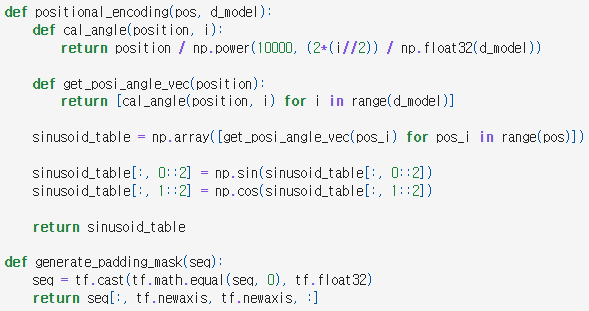 def positional_encoding(pos, d_model):
    def cal_angle(position, i):
        return position / np.power(10000, (2*(i//2)) / np.float32(d_model))

    def get_posi_angle_vec(position):
        return [cal_angle(position, i) for i in range(d_model)]

    sinusoid_table = np.array([get_posi_angle_vec(pos_i) for pos_i in range(pos)])

    sinusoid_table[:, 0::2] = np.sin(sinusoid_table[:, 0::2])
    sinusoid_table[:, 1::2] = np.cos(sinusoid_table[:, 1::2])

    return sinusoid_table

def generate_padding_mask(seq):
    seq = tf.cast(tf.math.equal(seq, 0), tf.float32)
    return seq[:, tf.newaxis, tf.newaxis, :]